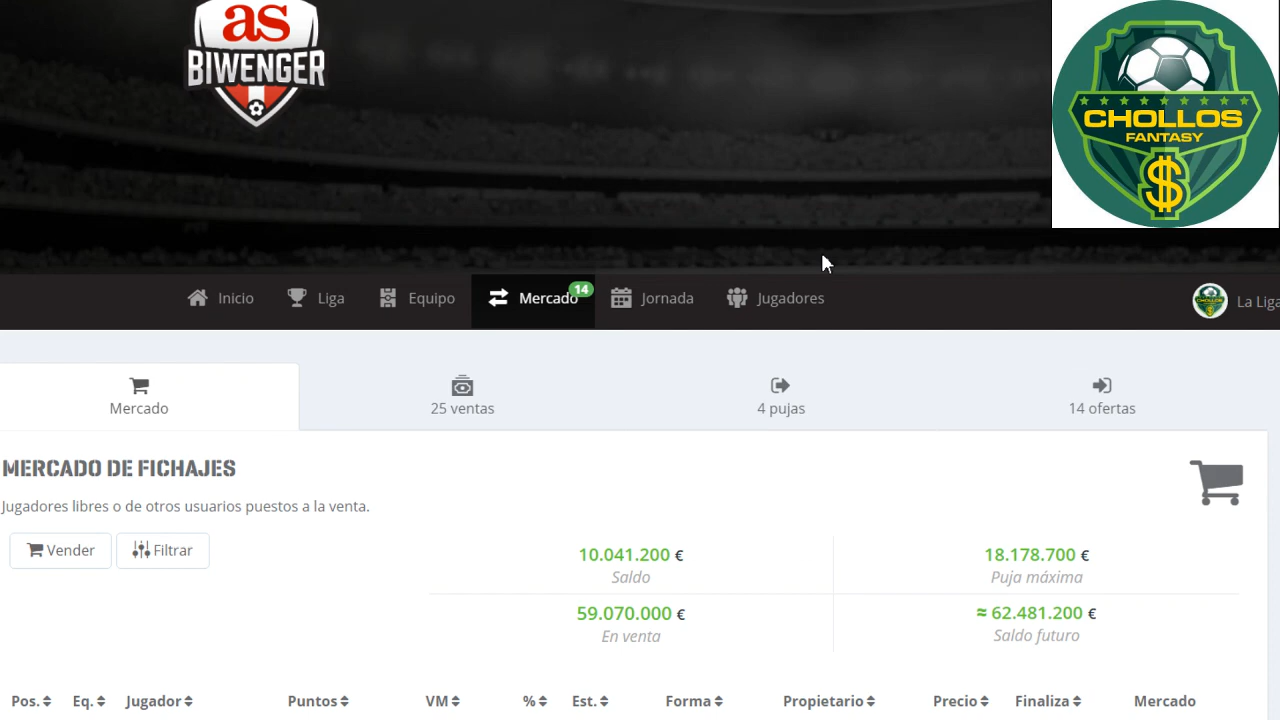 as
BIWENGER
CHOLLOS
FANTASY
$
Inicio
Liga
Equipo
Mercado
14
Jornada
Jugadores
La Liga
Mercado
25 ventas
4 pujas
14 ofertas
MERCADO DE FICHAJES
Jugadores libres o de otros usuarios puestos a la venta.
Vender
Filtrar
10.041.200 €
Saldo
18.178.700 €
Puja máxima
59.070.000 €
En venta
≈ 62.481.200 €
Saldo futuro
Pos. Eq. Jugador Puntos VM % Est. Forma Propietario Precio Finaliza Mercado